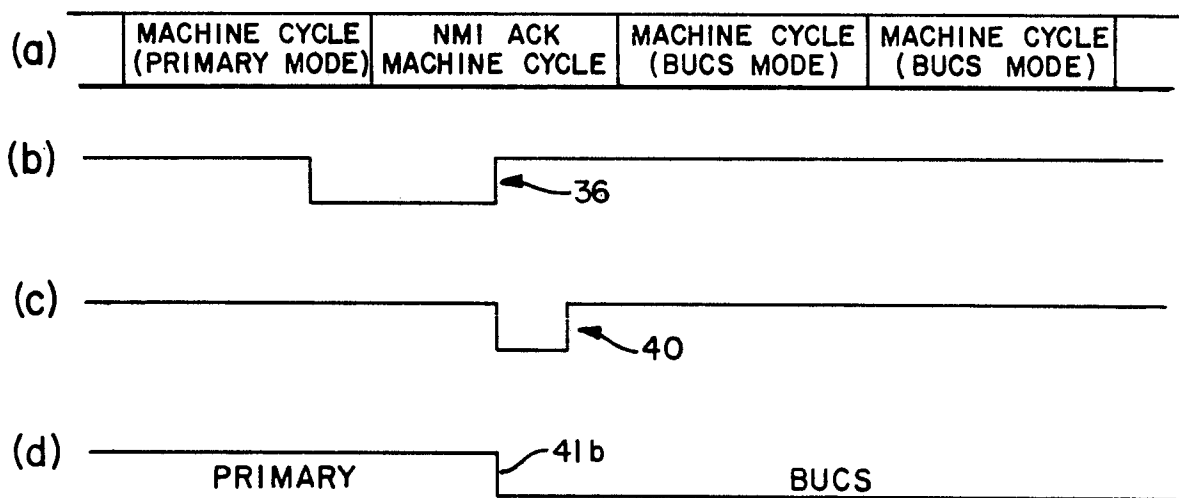 (a)
MACHINE CYCLE
(PRIMARY MODE)
NMI ACK
MACHINE CYCLE
MACHINE CYCLE
(BUCS MODE)
MACHINE CYCLE
(BUCS MODE)
(b)
36
(c)
40
(d)
PRIMARY
41b
BUCS